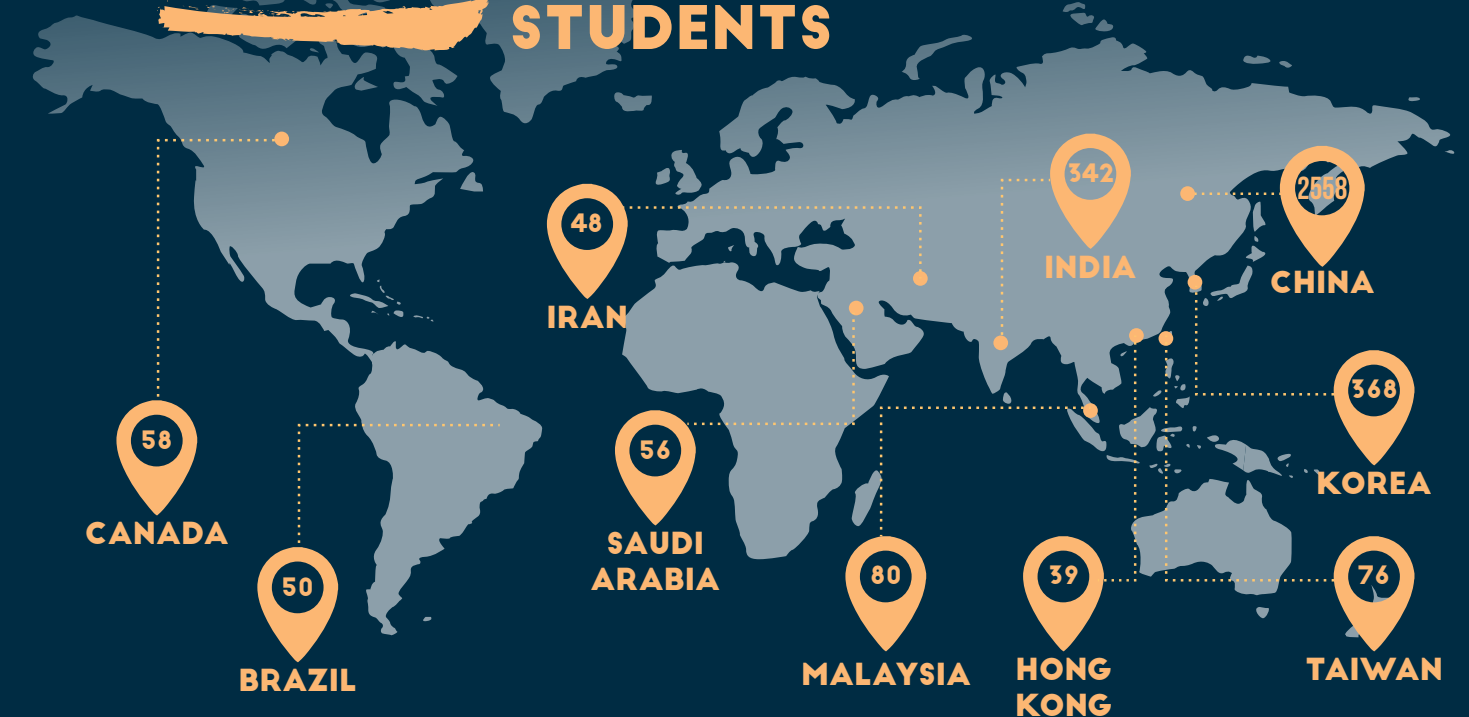 STUDENTS
342
INDIA
2558
CHINA
48
IRAN
368
KOREA
58
CANADA
56
SAUDI
ARABIA
50
BRAZIL
80
MALAYSIA
39
HONG
KONG
76
TAIWAN